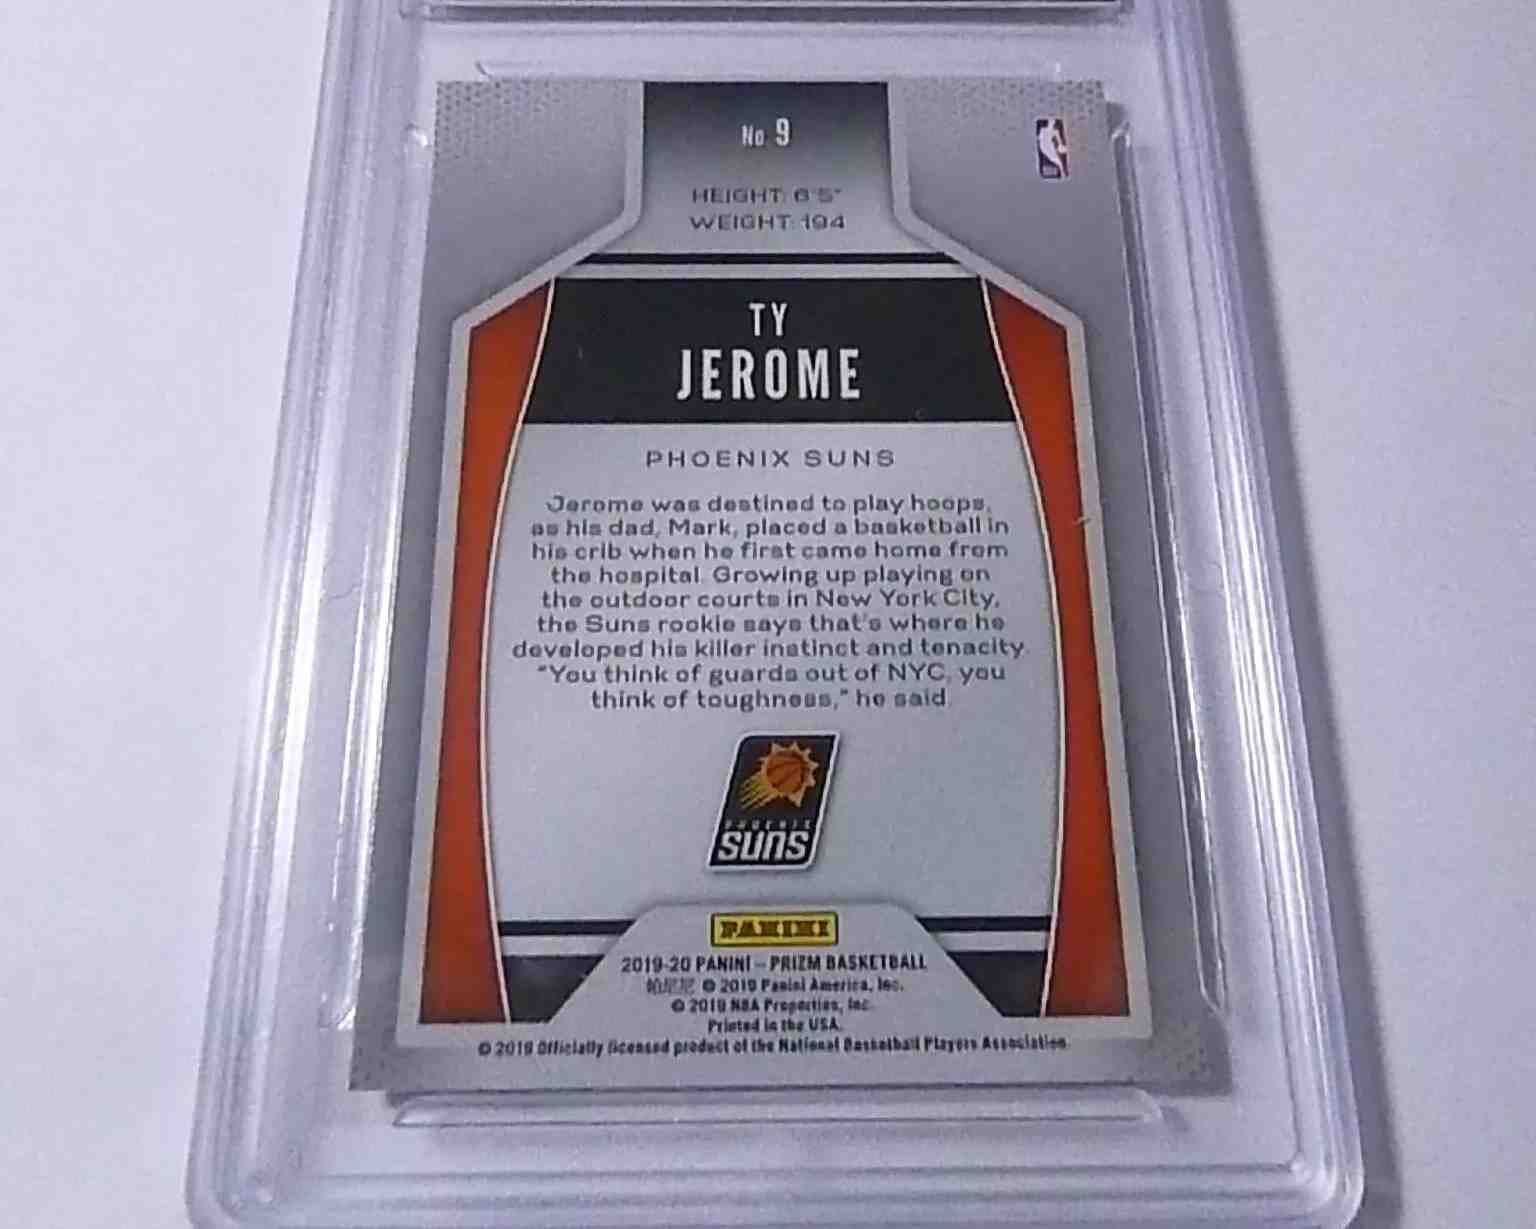 No 9
HEIGHT: 6'5"
WEIGHT: 194
TY
JEROME
PHOENIX SUNS
Jerome was destined to play hoops,
as his dad, Mark, placed a basketball in
his crib when he first came home from
the hospital. Growing up playing on
the outdoor courts in New York City,
the Suns rookie says that's where he
developed his killer instinct and tenacity.
"You think of guards out of NYC, you
think of toughness," he said.
PHOENIX
SUNS
PANINI
2019-20 PANINI – PRIZM BASKETBALL
帕尼尼 © 2019 Panini America, Inc.
© 2019 NBA Properties, Inc.
Printed in the USA.
© 2019 Officially licensed product of the National Basketball Players Association